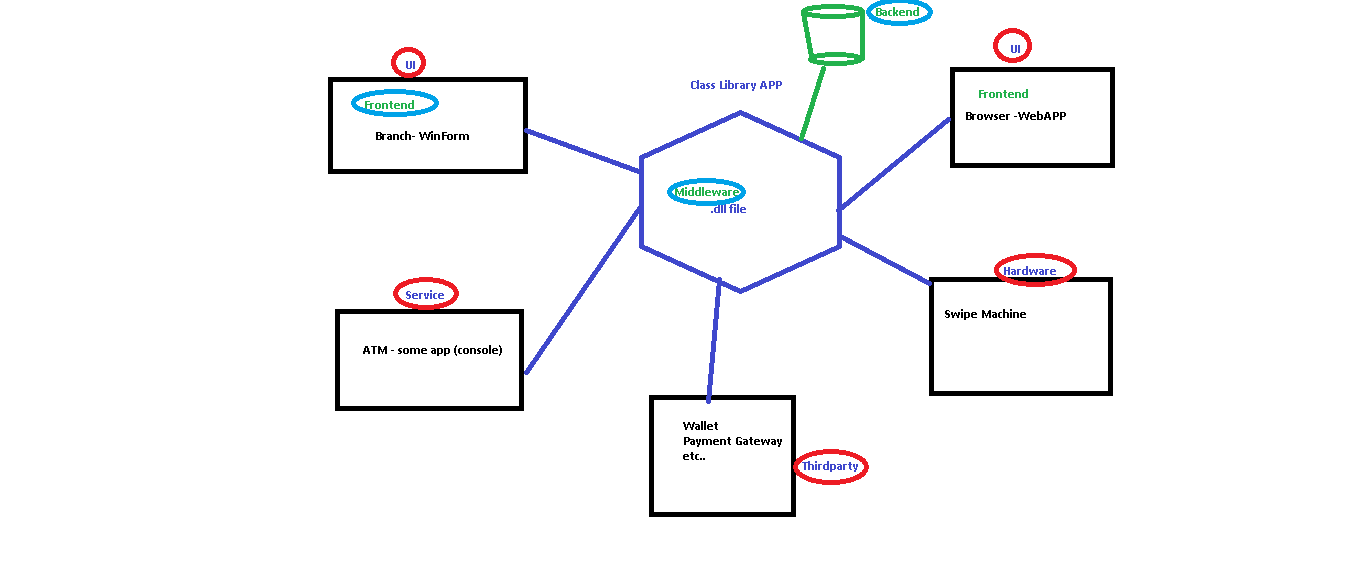 Backend
UI
UI
Class Library APP
Frontend
Branch- WinForm
Frontend
Browser -WebAPP
Middleware
.dll file
Service
ATM - some app (console)
Hardware
Swipe Machine
Wallet
Payment Gateway
etc..
Thirdparty